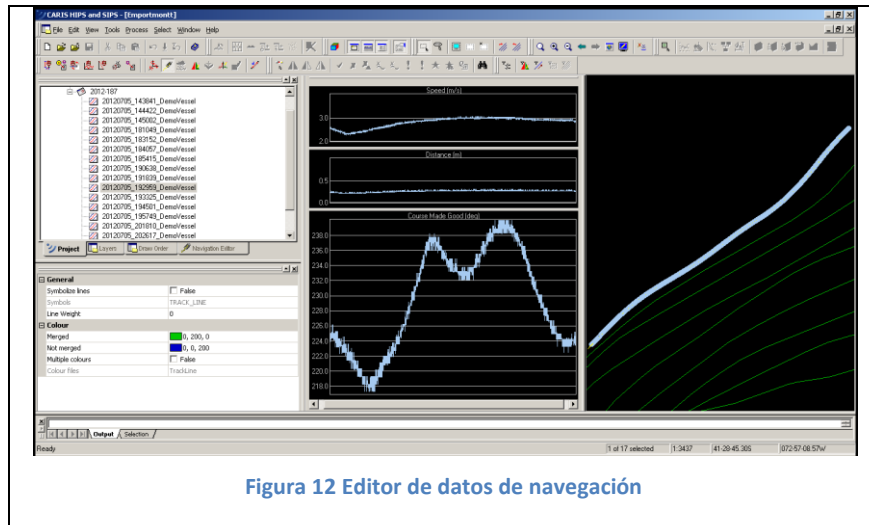 CARIS HIPS and SIPS - [Emportmontt]
File Edit View Tools Process Select Window Help
2012-187
20120705_143841_DemoVessel
20120705_144422_DemoVessel
20120705_145002_DemoVessel
20120705_181049_DemoVessel
20120705_183152_DemoVessel
20120705_184057_DemoVessel
20120705_185415_DemoVessel
20120705_190638_DemoVessel
20120705_191839_DemoVessel
20120705_192959_DemoVessel
20120705_193325_DemoVessel
20120705_194501_DemoVessel
20120705_195749_DemoVessel
20120705_201810_DemoVessel
20120705_202617_DemoVessel
Project Layers Draw Order Navigation Editor
General
Symbolize lines False
Symbols TRACK_LINE
Line Weight 0
Colour
Merged 0, 200, 0
Not merged 0, 0, 200
Multiple colours False
Colour files TrackLine
Speed (m/s)
3.0
2.0
Distance (m)
0.5
0.0
Course Made Good (deg)
238.0
236.0
234.0
232.0
230.0
228.0
226.0
224.0
222.0
220.0
218.0
Output Selection
Ready 1 of 17 selected 1:3437 41-28-45.30S 072-57-08.57W
Figura 12 Editor de datos de navegación